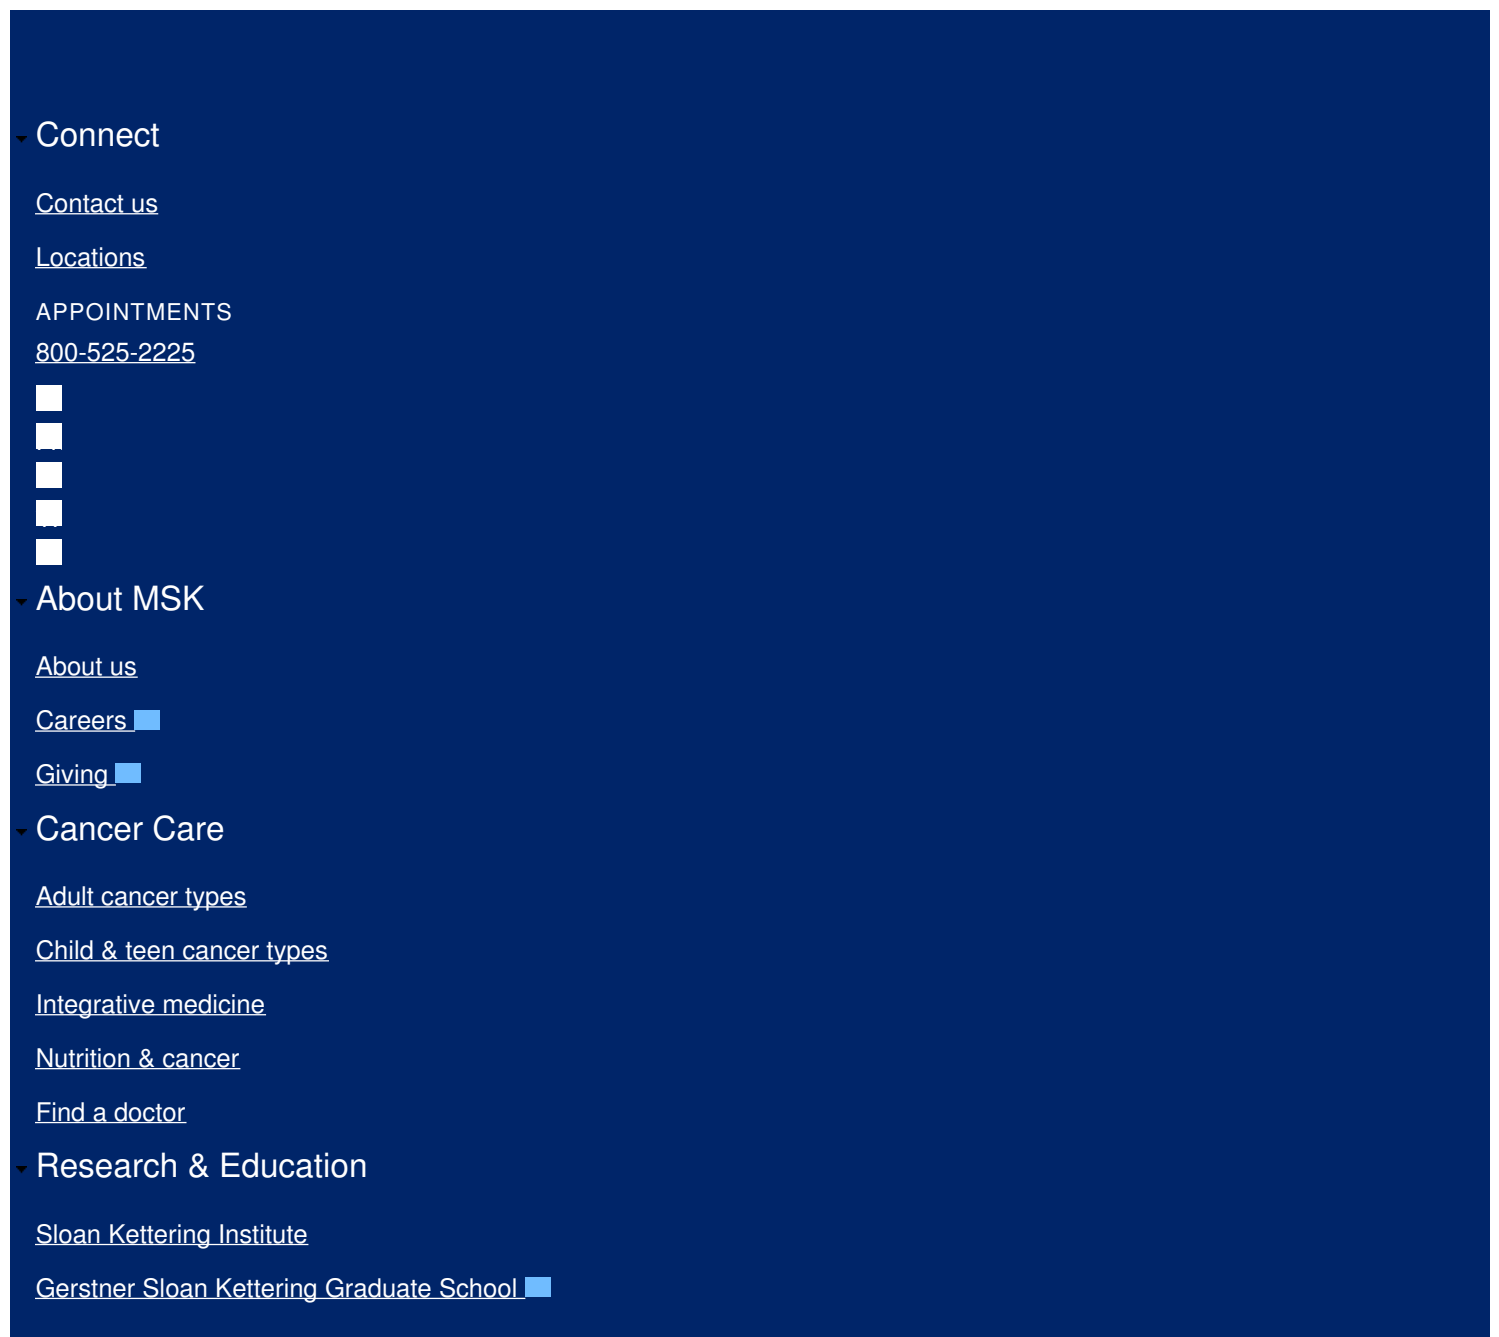 Connect
Contact us
Locations
APPOINTMENTS
800-525-2225
About MSK
About us
Careers
Giving
Cancer Care
Adult cancer types
Child & teen cancer types
Integrative medicine
Nutrition & cancer
Find a doctor
Research & Education
Sloan Kettering Institute
Gerstner Sloan Kettering Graduate School